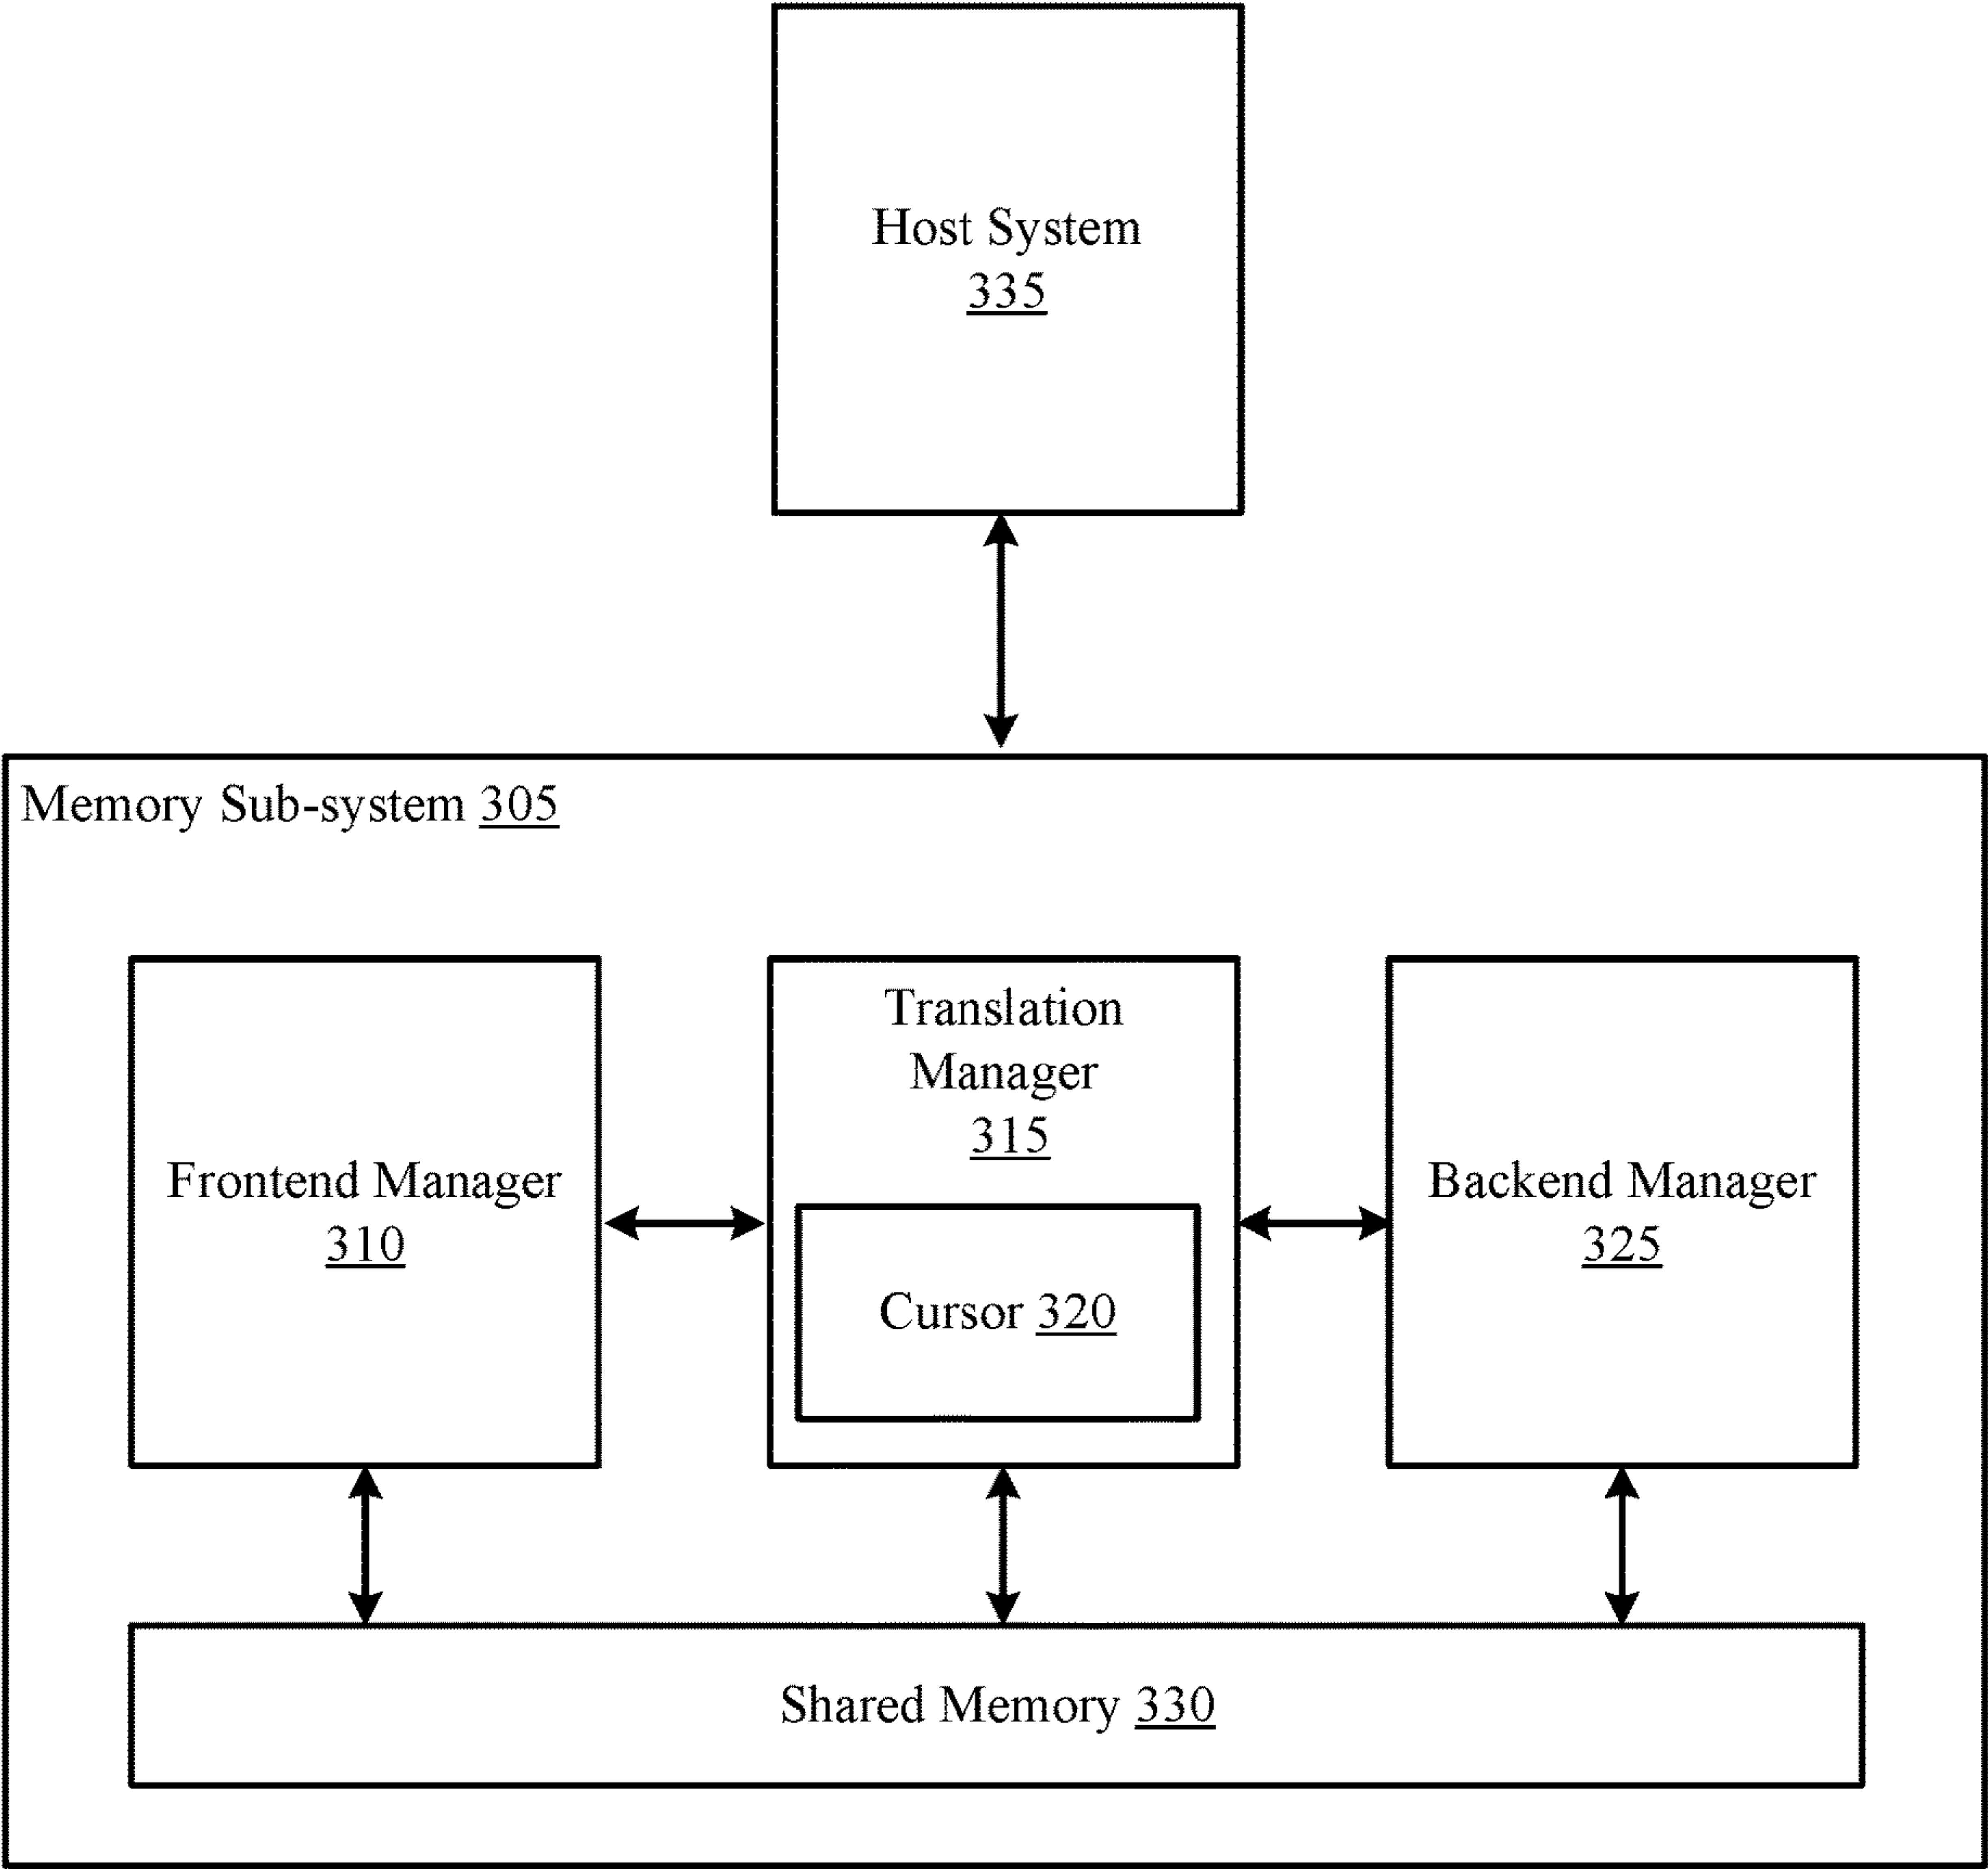 Host System
335
Memory Sub-system 305
Frontend Manager
310
Translation
Manager
315
Cursor 320
Backend Manager
325
Shared Memory 330